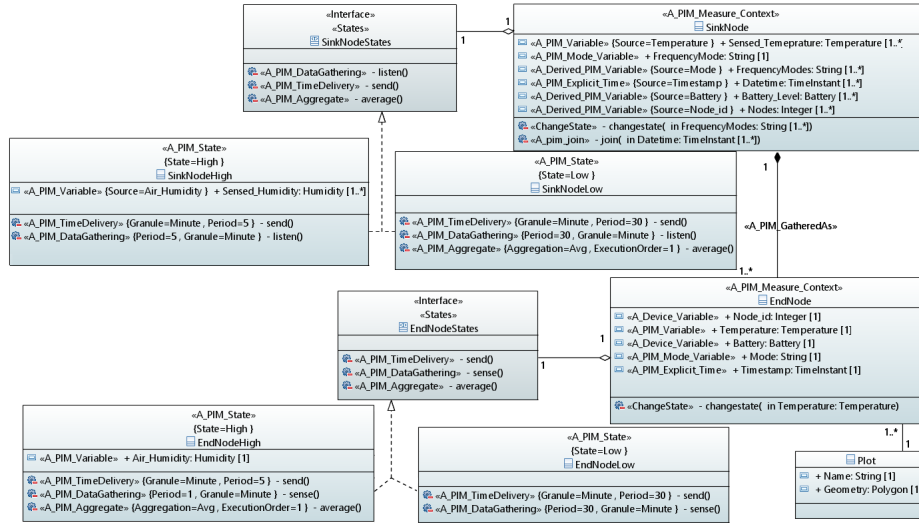 «Interface»
«States»
SinkNodeStates
«A_PIM_DataGathering» - listen()
«A_PIM_TimeDelivery» - send()
«A_PIM_Aggregate» - average()
1
1
«A_PIM_Measure_Context»
SinkNode
«A_PIM_Variable» {Source=Temperature } + Sensed_Temeprature: Temperature [1..*]
«A_PIM_Mode_Variable» + FrequencyMode: String [1]
«A_Derived_PIM_Variable» {Source=Mode } + FrequencyModes: String [1..*]
«A_PIM_Explicit_Time» {Source=Timestamp } + Datetime: TimeInstant [1..*]
«A_Derived_PIM_Variable» {Source=Battery } + Battery_Level: Battery [1..*]
«A_Derived_PIM_Variable» {Source=Node_id } + Nodes: Integer [1..*]
«ChangeState» - changestate( in FrequencyModes: String [1..*])
«A_pim_join» - join( in Datetime: TimeInstant [1..*])
«A_PIM_State»
{State=High }
SinkNodeHigh
«A_PIM_Variable» {Source=Air_Humidity } + Sensed_Humidity: Humidity [1..*]
«A_PIM_TimeDelivery» {Granule=Minute , Period=5 } - send()
«A_PIM_DataGathering» {Period=5 , Granule=Minute } - listen()
«A_PIM_State»
{State=Low }
SinkNodeLow
«A_PIM_TimeDelivery» {Granule=Minute , Period=30 } - send()
«A_PIM_DataGathering» {Period=30 , Granule=Minute } - listen()
«A_PIM_Aggregate» {Aggregation=Avg , ExecutionOrder=1 } - average()
1
«A_PIM_GatheredAs»
1..*
«Interface»
«States»
EndNodeStates
«A_PIM_TimeDelivery» - send()
«A_PIM_DataGathering» - sense()
«A_PIM_Aggregate» - average()
1
1
«A_PIM_Measure_Context»
EndNode
«A_Device_Variable» + Node_id: Integer [1]
«A_PIM_Variable» + Temperature: Temperature [1]
«A_Device_Variable» + Battery: Battery [1]
«A_PIM_Mode_Variable» + Mode: String [1]
«A_PIM_Explicit_Time» + Timestamp: TimeInstant [1]
«ChangeState» - changestate( in Temperature: Temperature)
«A_PIM_State»
{State=High }
EndNodeHigh
«A_PIM_Variable» + Air_Humidity: Humidity [1]
«A_PIM_TimeDelivery» {Granule=Minute , Period=5 } - send()
«A_PIM_DataGathering» {Period=1 , Granule=Minute } - sense()
«A_PIM_Aggregate» {Aggregation=Avg , ExecutionOrder=1 } - average()
«A_PIM_State»
{State=Low }
EndNodeLow
«A_PIM_TimeDelivery» {Granule=Minute , Period=30 } - send()
«A_PIM_DataGathering» {Period=30 , Granule=Minute } - sense()
1..*
1
Plot
+ Name: String [1]
+ Geometry: Polygon [1]